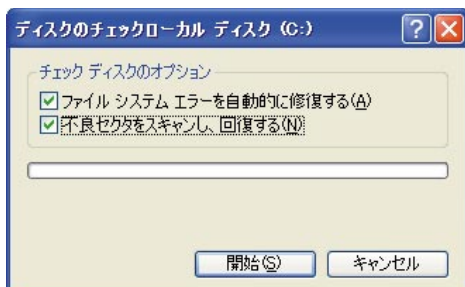 ディスクのチェックローカル ディスク (C:)
チェック ディスクのオプション
ファイル システム エラーを自動的に修復する(A)
不良セクタをスキャンし、回復する(N)
開始(S)
キャンセル